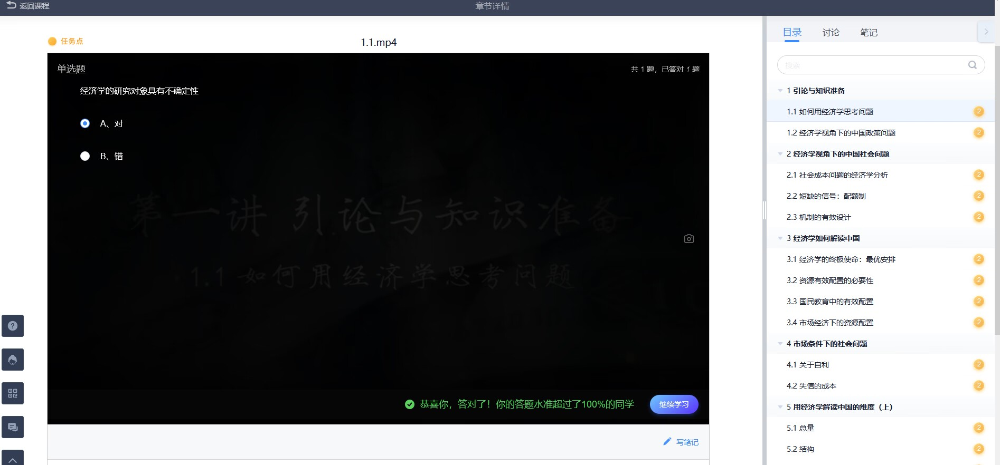 返回课程
章节详情
任务点
1.1.mp4
单选题
共 1 题，已答对 1 题
经济学的研究对象具有不确定性
A、对
B、错
第一讲 引论与知识准备
1.1 如何用经济学思考问题
恭喜你，答对了！你的答题水准超过了100%的同学
继续学习
写笔记
目录
讨论
笔记
搜索
1 引论与知识准备
1.1 如何用经济学思考问题 2
1.2 经济学视角下的中国政策问题 2
2 经济学视角下的中国社会问题
2.1 社会成本问题的经济学分析 2
2.2 短缺的信号：配额制 2
2.3 机制的有效设计 2
3 经济学如何解读中国
3.1 经济学的终极使命：最优安排 2
3.2 资源有效配置的必要性 2
3.3 国民教育中的有效配置 2
3.4 市场经济下的资源配置 2
4 市场条件下的社会问题
4.1 关于自利 2
4.2 失信的成本 2
5 用经济学解读中国的维度（上）
5.1 总量 2
5.2 结构 2